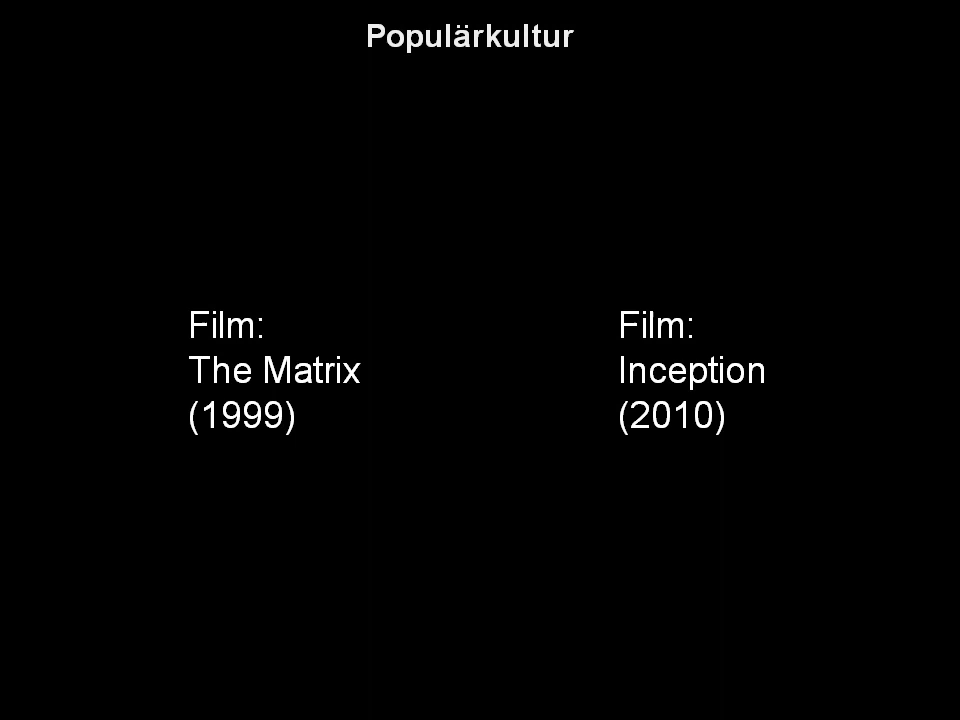 Populärkultur
Film:
The Matrix
(1999)
Film:
Inception
(2010)